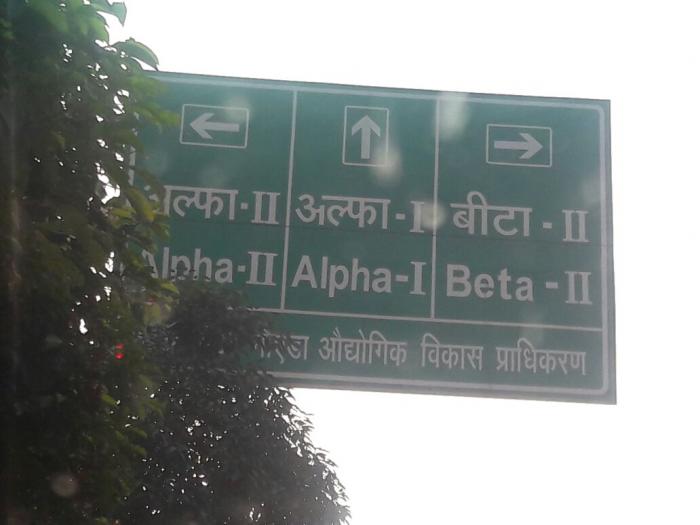 अल्फा-II
Alpha-II
अल्फा-I
Alpha-I
बीटा - II
Beta - II
औद्योगिक विकास प्राधिकरण